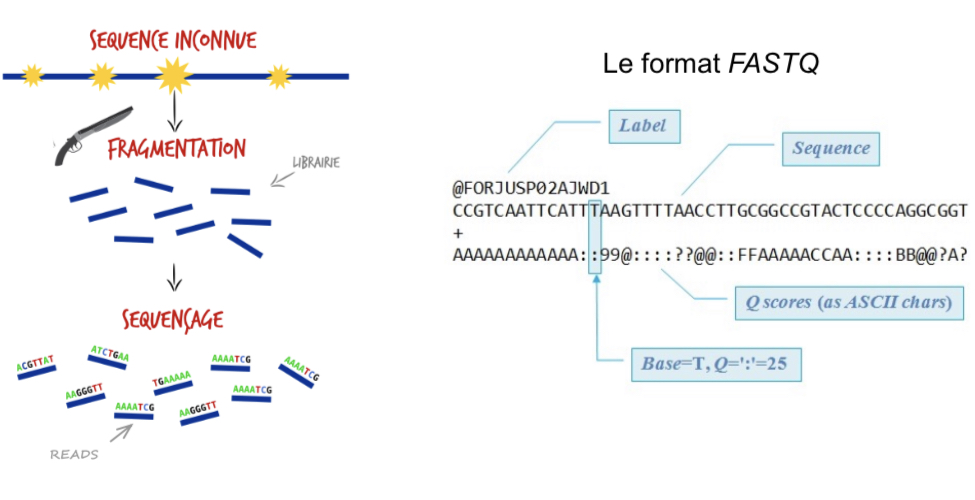 SEQUENCE INCONNUE
FRAGMENTATION
LIBRAIRIE
SEQUENÇAGE
ACGTTAT
ATCTGAA
AAAATCG
AAAATCG
AAGGGTT
TGAAAAA
AAAATCG
AAAATCG
AAGGGTT
READS
Le format FASTQ
Label
Sequence
@FORJUSP02AJWD1
CCGTCAATTCATTTAAGTTTTAACCTTGCGGCCGTACTCCCCAGGCGGT
+
AAAAAAAAAAAA::99@::::??@@::FFAAAAACCAA::::BB@@?A?
Q scores (as ASCII chars)
Base=T, Q=':'=25